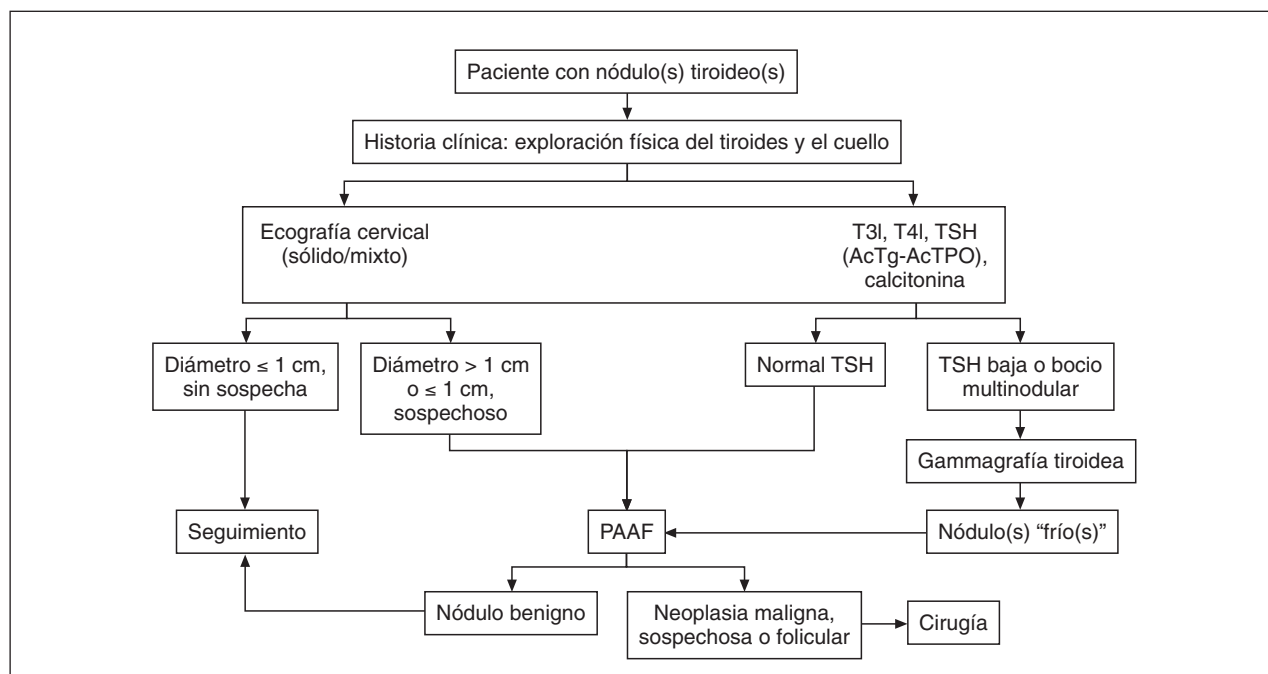 Paciente con nódulo(s) tiroideo(s)
Historia clínica: exploración física del tiroides y el cuello
Ecografía cervical
(sólido/mixto)
T3l, T4l, TSH
(AcTg-AcTPO),
calcitonina
Diámetro ≤ 1 cm,
sin sospecha
Diámetro > 1 cm
o ≤ 1 cm,
sospechoso
Normal TSH
TSH baja o bocio
multinodular
Gammagrafía tiroidea
Seguimiento
PAAF
Nódulo(s) “frío(s)”
Nódulo benigno
Neoplasia maligna,
sospechosa o folicular
Cirugía